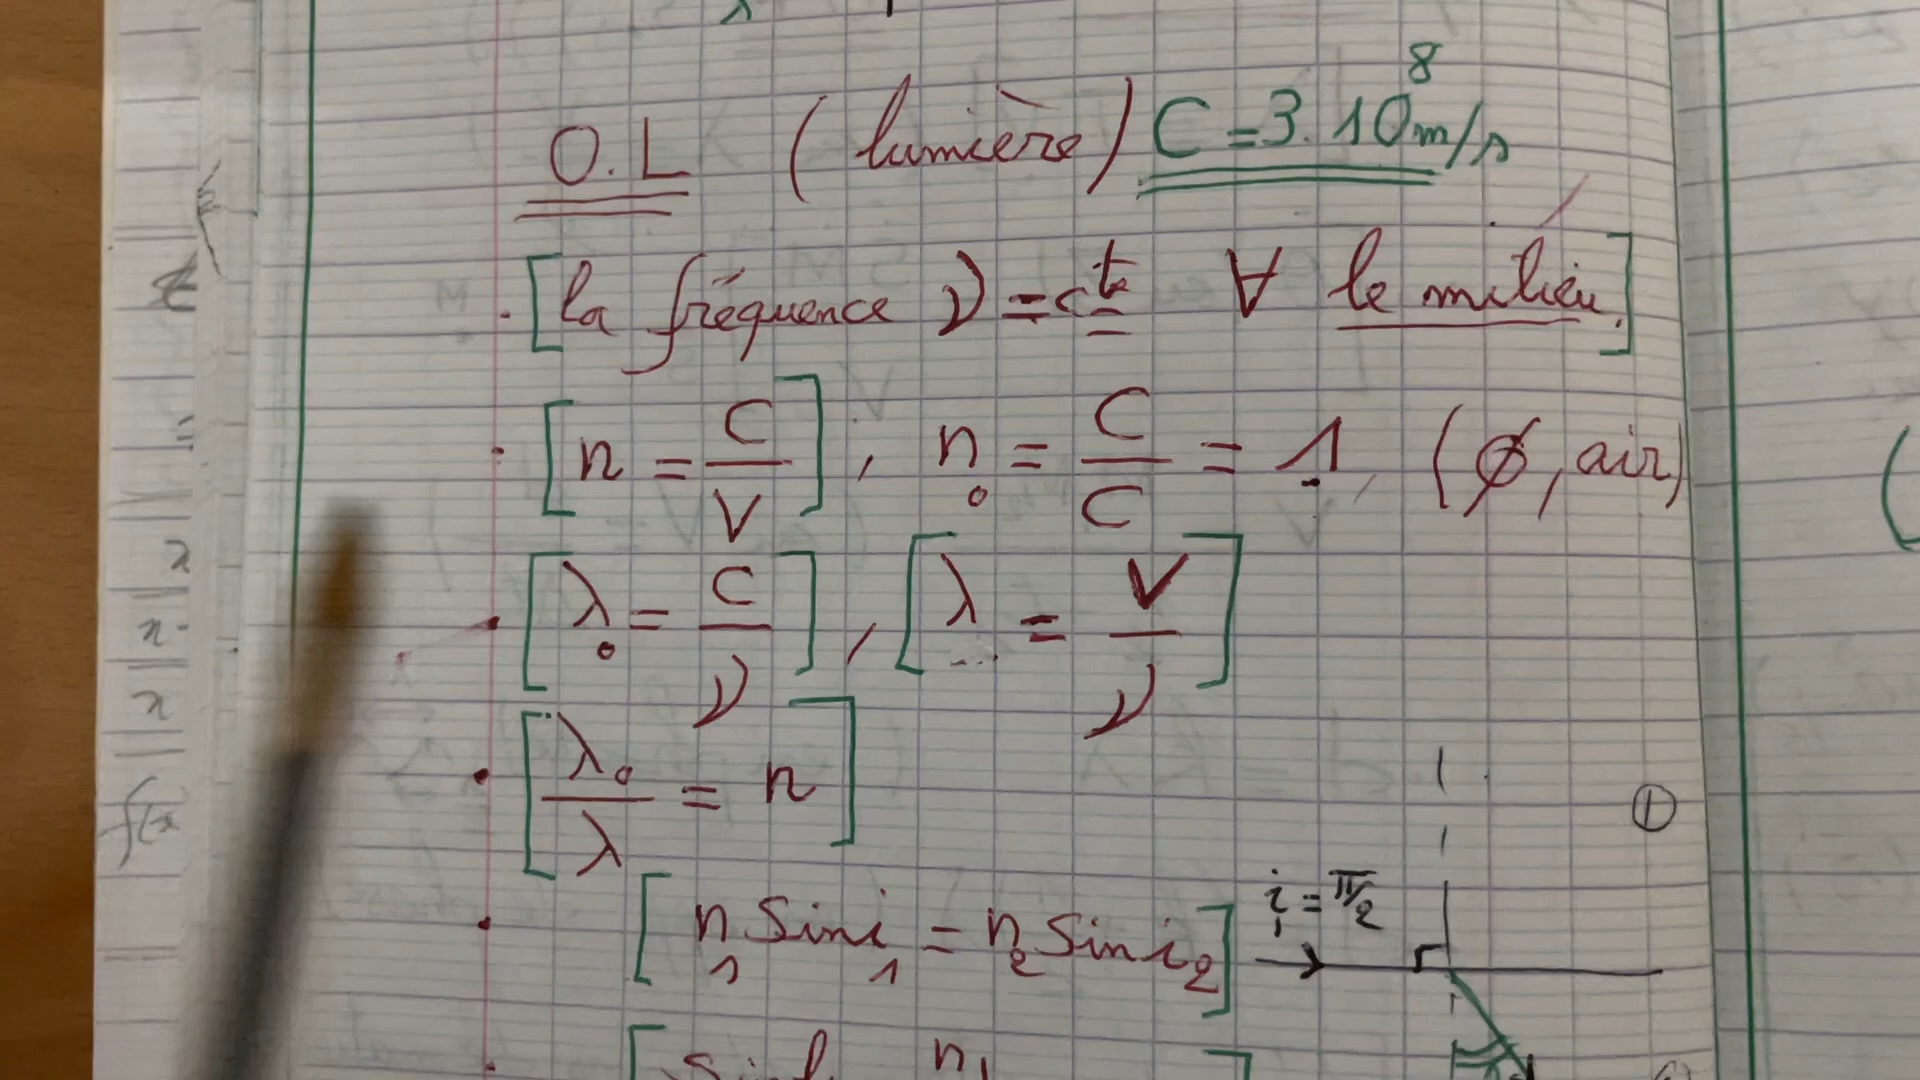 O.L (lumière) C = 3.10⁸ m/s
. [la fréquence ν = cte ∀ le milieu.]
. [n = C/V], n₀ = C/C = 1 (∅, air)
. [λ₀ = C/ν], [λ = V/ν]
. [λ₀/λ = n]
①
i₁ = π/2
. [n₁ sin i₁ = n₂ sin i₂]